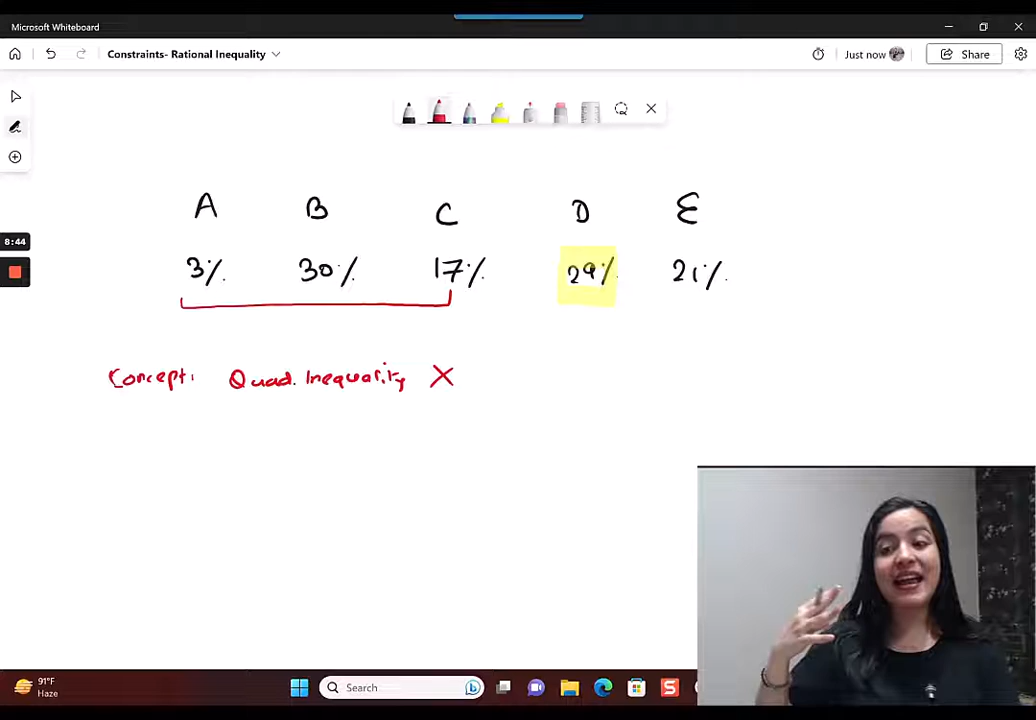 Microsoft Whiteboard
Constraints- Rational Inequality
Just now
Share
A B C D E
8:44
3% 30% 17% 29% 21%
Concept: Quad. Inequality X
91°F
Haze
Search